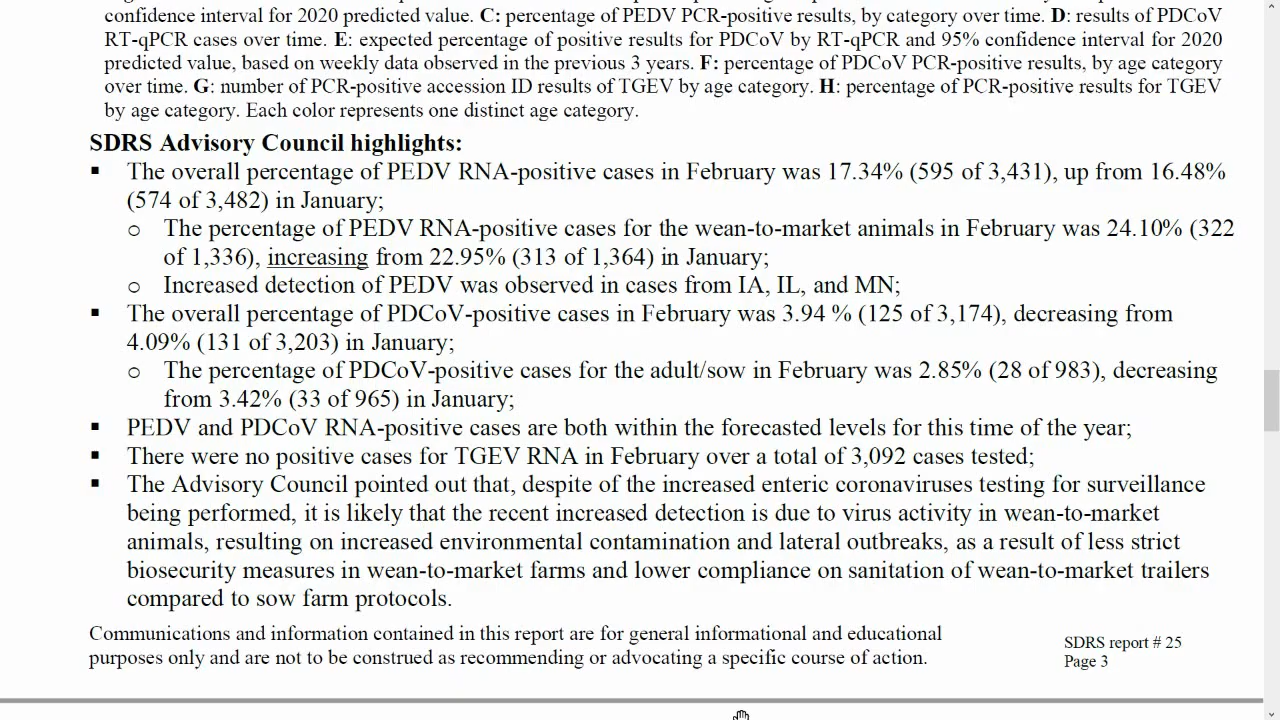 confidence interval for 2020 predicted value. C: percentage of PEDV PCR-positive results, by category over time. D: results of PDCoV
RT-qPCR cases over time. E: expected percentage of positive results for PDCoV by RT-qPCR and 95% confidence interval for 2020
predicted value, based on weekly data observed in the previous 3 years. F: percentage of PDCoV PCR-positive results, by age category
over time. G: number of PCR-positive accession ID results of TGEV by age category. H: percentage of PCR-positive results for TGEV
by age category. Each color represents one distinct age category.
SDRS Advisory Council highlights:
▪ The overall percentage of PEDV RNA-positive cases in February was 17.34% (595 of 3,431), up from 16.48%
(574 of 3,482) in January;
o The percentage of PEDV RNA-positive cases for the wean-to-market animals in February was 24.10% (322
of 1,336), increasing from 22.95% (313 of 1,364) in January;
o Increased detection of PEDV was observed in cases from IA, IL, and MN;
▪ The overall percentage of PDCoV-positive cases in February was 3.94 % (125 of 3,174), decreasing from
4.09% (131 of 3,203) in January;
o The percentage of PDCoV-positive cases for the adult/sow in February was 2.85% (28 of 983), decreasing
from 3.42% (33 of 965) in January;
▪ PEDV and PDCoV RNA-positive cases are both within the forecasted levels for this time of the year;
▪ There were no positive cases for TGEV RNA in February over a total of 3,092 cases tested;
▪ The Advisory Council pointed out that, despite of the increased enteric coronaviruses testing for surveillance
being performed, it is likely that the recent increased detection is due to virus activity in wean-to-market
animals, resulting on increased environmental contamination and lateral outbreaks, as a result of less strict
biosecurity measures in wean-to-market farms and lower compliance on sanitation of wean-to-market trailers
compared to sow farm protocols.
Communications and information contained in this report are for general informational and educational
purposes only and are not to be construed as recommending or advocating a specific course of action.
SDRS report # 25
Page 3